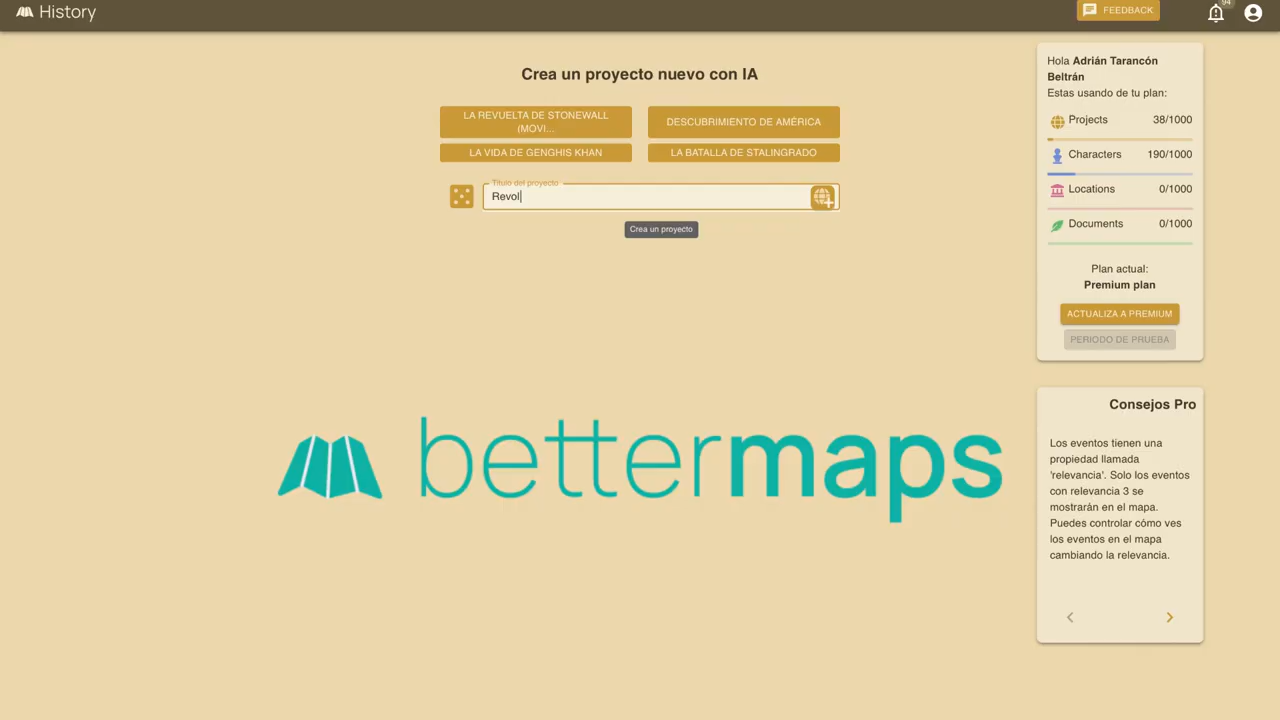 History
FEEDBACK
94
Crea un proyecto nuevo con IA
LA REVUELTA DE STONEWALL
(MOVI...
DESCUBRIMIENTO DE AMÉRICA
LA VIDA DE GENGHIS KHAN
LA BATALLA DE STALINGRADO
Título del proyecto
Revol
Crea un proyecto
bettermaps
Hola Adrián Tarancón
Beltrán
Estas usando de tu plan:
Projects 38/1000
Characters 190/1000
Locations 0/1000
Documents 0/1000
Plan actual:
Premium plan
ACTUALIZA A PREMIUM
PERIODO DE PRUEBA
Consejos Pro
Los eventos tienen una
propiedad llamada
'relevancia'. Solo los eventos
con relevancia 3 se
mostrarán en el mapa.
Puedes controlar cómo ves
los eventos en el mapa
cambiando la relevancia.